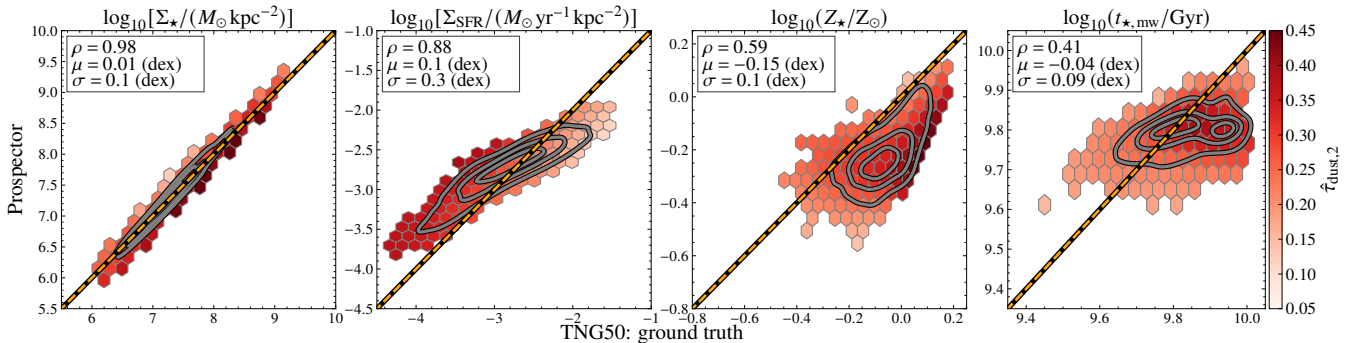 log₁₀[Σ⋆/(M⊙ kpc⁻²)]
10.0
9.5
9.0
8.5
8.0
7.5
7.0
6.5
6.0
5.5
6 7 8 9 10
ρ = 0.98
μ = 0.01 (dex)
σ = 0.1 (dex)
Prospector
log₁₀[Σ_SFR/(M⊙ yr⁻¹ kpc⁻²)]
−1.0
−1.5
−2.0
−2.5
−3.0
−3.5
−4.0
−4.5
−4 −3 −2 −1
ρ = 0.88
μ = 0.1 (dex)
σ = 0.3 (dex)
log₁₀(Z⋆/Z⊙)
0.2
0.0
−0.2
−0.4
−0.6
−0.8
−0.8 −0.6 −0.4 −0.2 0.0 0.2
ρ = 0.59
μ = −0.15 (dex)
σ = 0.1 (dex)
log₁₀(t⋆,mw/Gyr)
10.0
9.9
9.8
9.7
9.6
9.5
9.4
9.4 9.6 9.8 10.0
ρ = 0.41
μ = −0.04 (dex)
σ = 0.09 (dex)
0.45
0.40
0.35
0.30
0.25
0.20
0.15
0.10
0.05
τ̂_dust,2
TNG50: ground truth